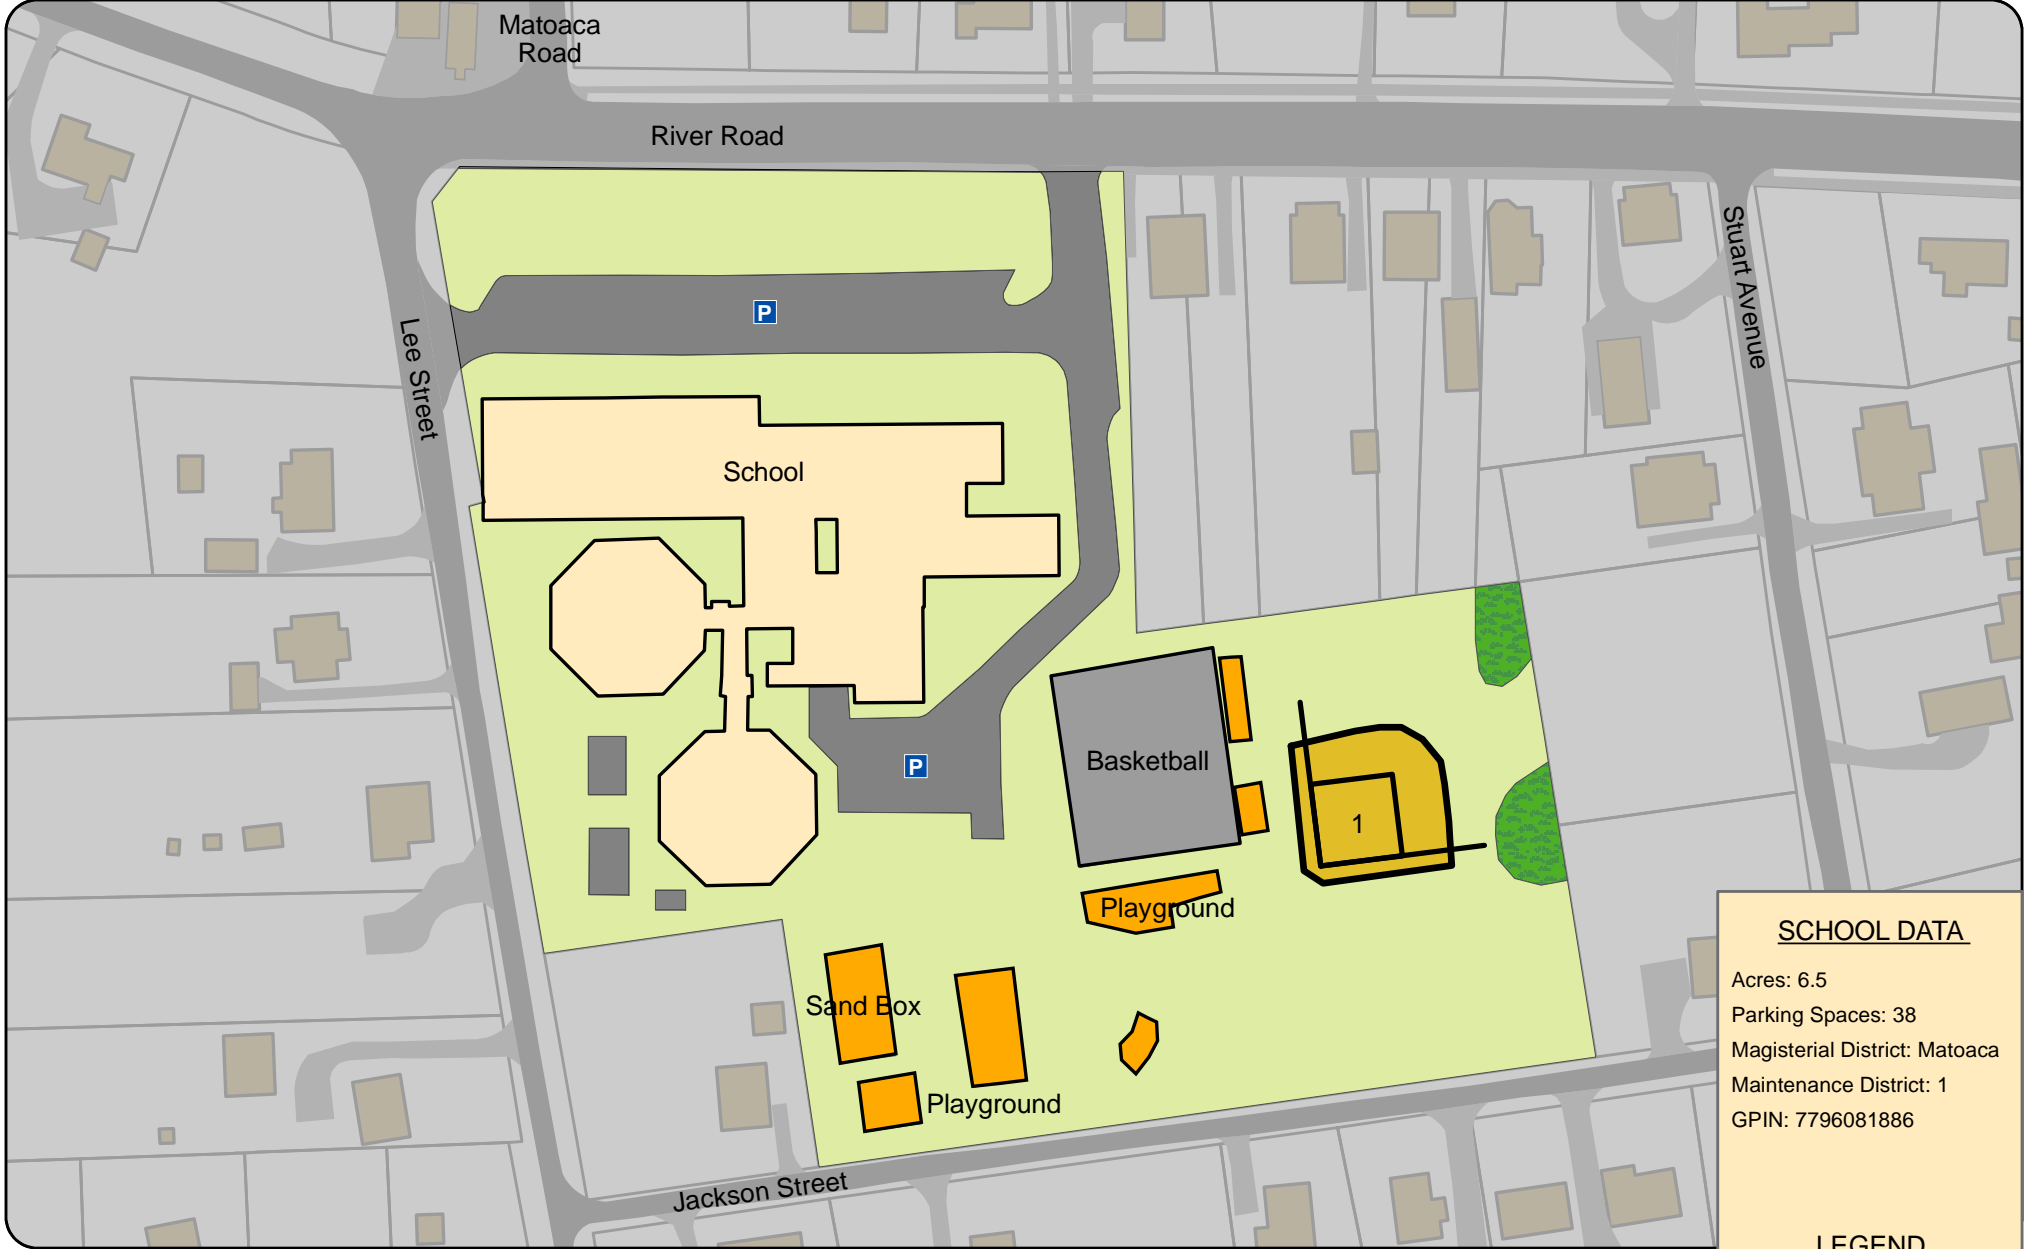 Matoaca
Road
River Road
Stuart Avenue
P
Lee Street
School
Basketball
P
1
Playground
Sand Box
Playground
Jackson Street
SCHOOL DATA
Acres: 6.5
Parking Spaces: 38
Magisterial District: Matoaca
Maintenance District: 1
GPIN: 7796081886
LEGEND